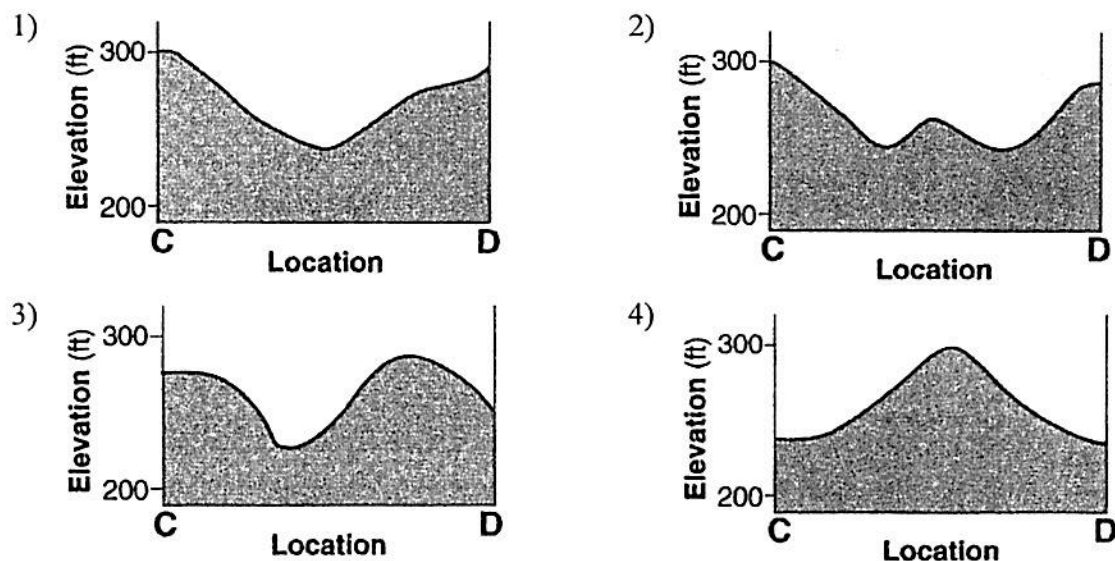 1)
Elevation (ft)
300
200
C
D
Location
2)
Elevation (ft)
300
200
C
D
Location
3)
Elevation (ft)
300
200
C
D
Location
4)
Elevation (ft)
300
200
C
D
Location